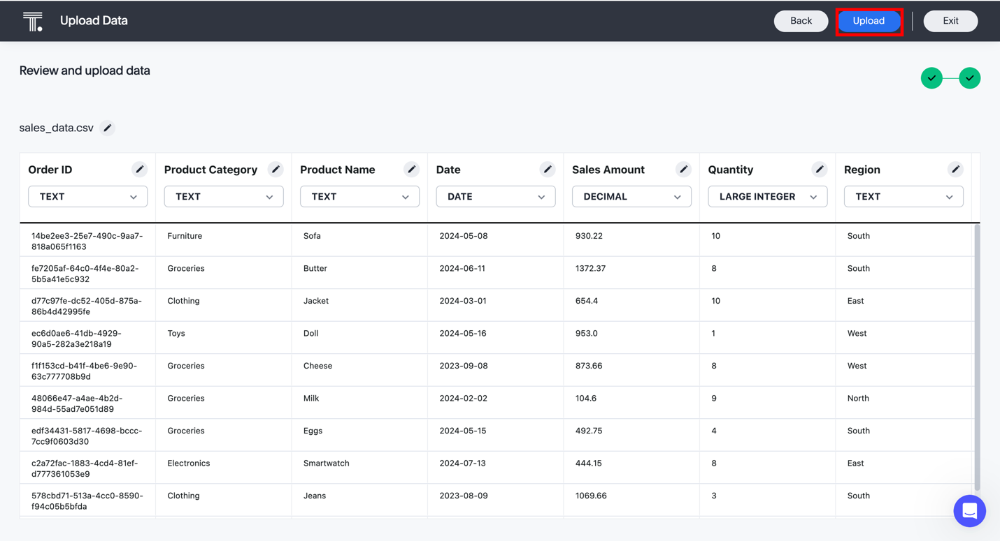 Upload Data
Back
Upload
Exit
Review and upload data
sales_data.csv
Order ID Product Category Product Name Date Sales Amount Quantity Region
TEXT TEXT TEXT DATE DECIMAL LARGE INTEGER TEXT
14be2ee3-25e7-490c-9aa7- Furniture Sofa 2024-05-08 930.22 10 South
818a065f1163
fe7205af-64c0-4f4e-80a2- Groceries Butter 2024-06-11 1372.37 8 South
5b5a41e5c932
d77c97fe-dc52-405d-875a- Clothing Jacket 2024-03-01 654.4 10 East
86b4d42995fe
ec6d0ae6-41db-4929- Toys Doll 2024-05-16 953.0 1 West
90a5-282a3e218a19
f1f153cd-b41f-4be6-9e90- Groceries Cheese 2023-09-08 873.66 8 West
63c777708b9d
48066e47-a4ae-4b2d- Groceries Milk 2024-02-02 104.6 9 North
984d-55ad7e051d89
edf34431-5817-4698-bccc- Groceries Eggs 2024-05-15 492.75 4 South
7cc9f0603d30
c2a72fac-1883-4cd4-81ef- Electronics Smartwatch 2024-07-13 444.15 8 East
d777361053e9
578cbd71-513a-4cc0-8590- Clothing Jeans 2023-08-09 1069.66 3 South
f94c05b5bfda